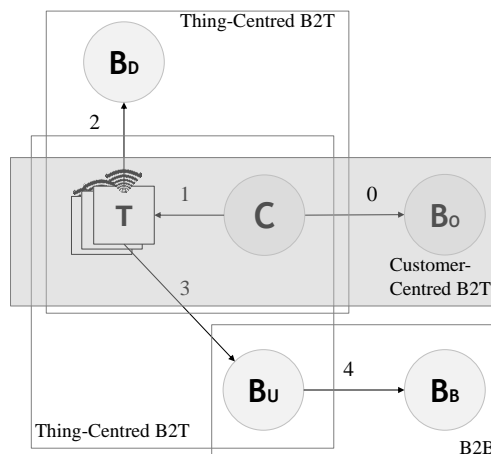 Thing-Centred B2T
BD
2
T
1
C
0
BO
Customer-
Centred B2T
3
BU
4
BB
Thing-Centred B2T
B2B